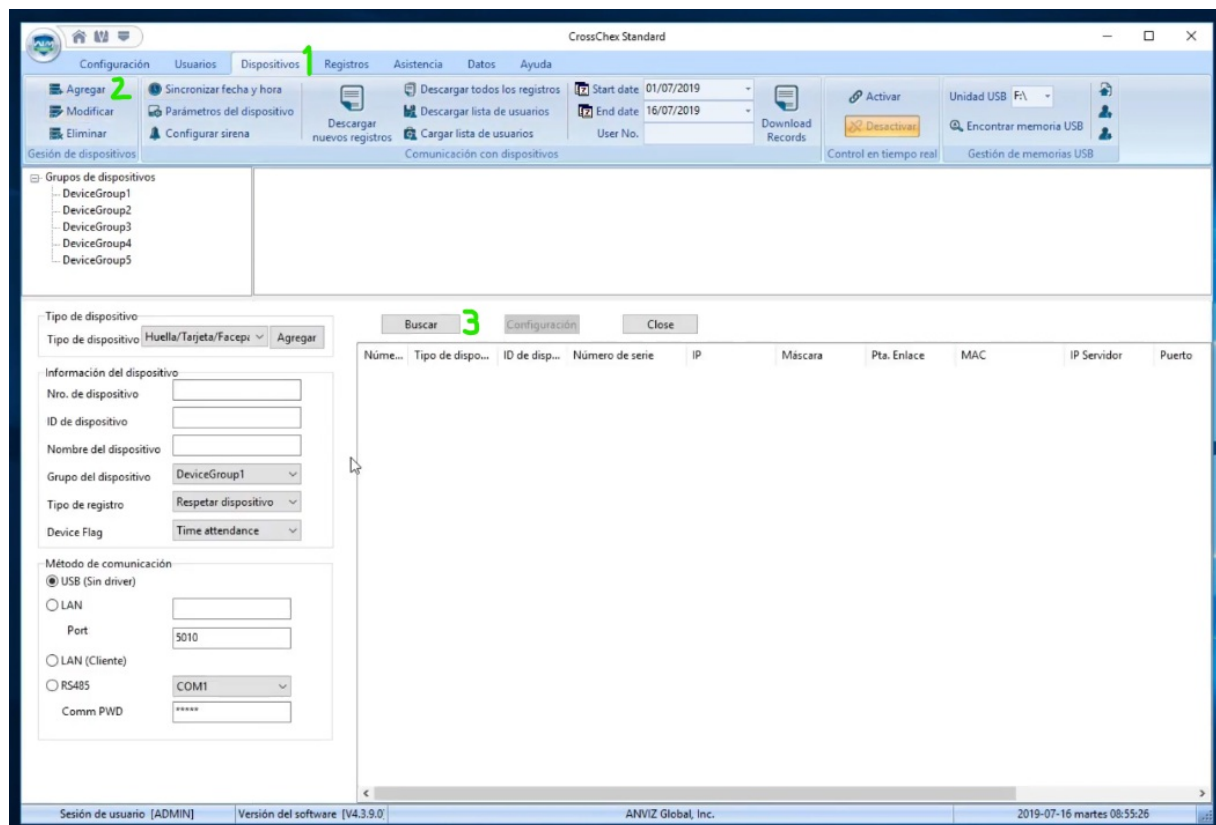 CrossChex Standard
Configuración Usuarios Dispositivos 1 Registros Asistencia Datos Ayuda
Agregar 2 Sincronizar fecha y hora Descargar todos los registros Start date 01/07/2019 Activar Unidad USB F:\
Modificar Parámetros del dispositivo Descargar nuevos registros Descargar lista de usuarios End date 16/07/2019 Download Records Desactivar Encontrar memoria USB
Eliminar Configurar sirena Cargar lista de usuarios User No.
Gesión de dispositivos Comunicación con dispositivos Control en tiempo real Gestión de memorias USB
Grupos de dispositivos
DeviceGroup1
DeviceGroup2
DeviceGroup3
DeviceGroup4
DeviceGroup5
Tipo de dispositivo
Tipo de dispositivo Huella/Tarjeta/Facepa Agregar
Buscar 3 Configuración Close
Núme... Tipo de dispo... ID de disp... Número de serie IP Máscara Pta. Enlace MAC IP Servidor Puerto
Información del dispositivo
Nro. de dispositivo
ID de dispositivo
Nombre del dispositivo
Grupo del dispositivo DeviceGroup1
Tipo de registro Respetar dispositivo
Device Flag Time attendance
Método de comunicación
USB (Sin driver)
LAN
Port 5010
LAN (Cliente)
RS485 COM1
Comm PWD *****
Sesión de usuario [ADMIN] Versión del software [V4.3.9.0] ANVIZ Global, Inc. 2019-07-16 martes 08:55:26